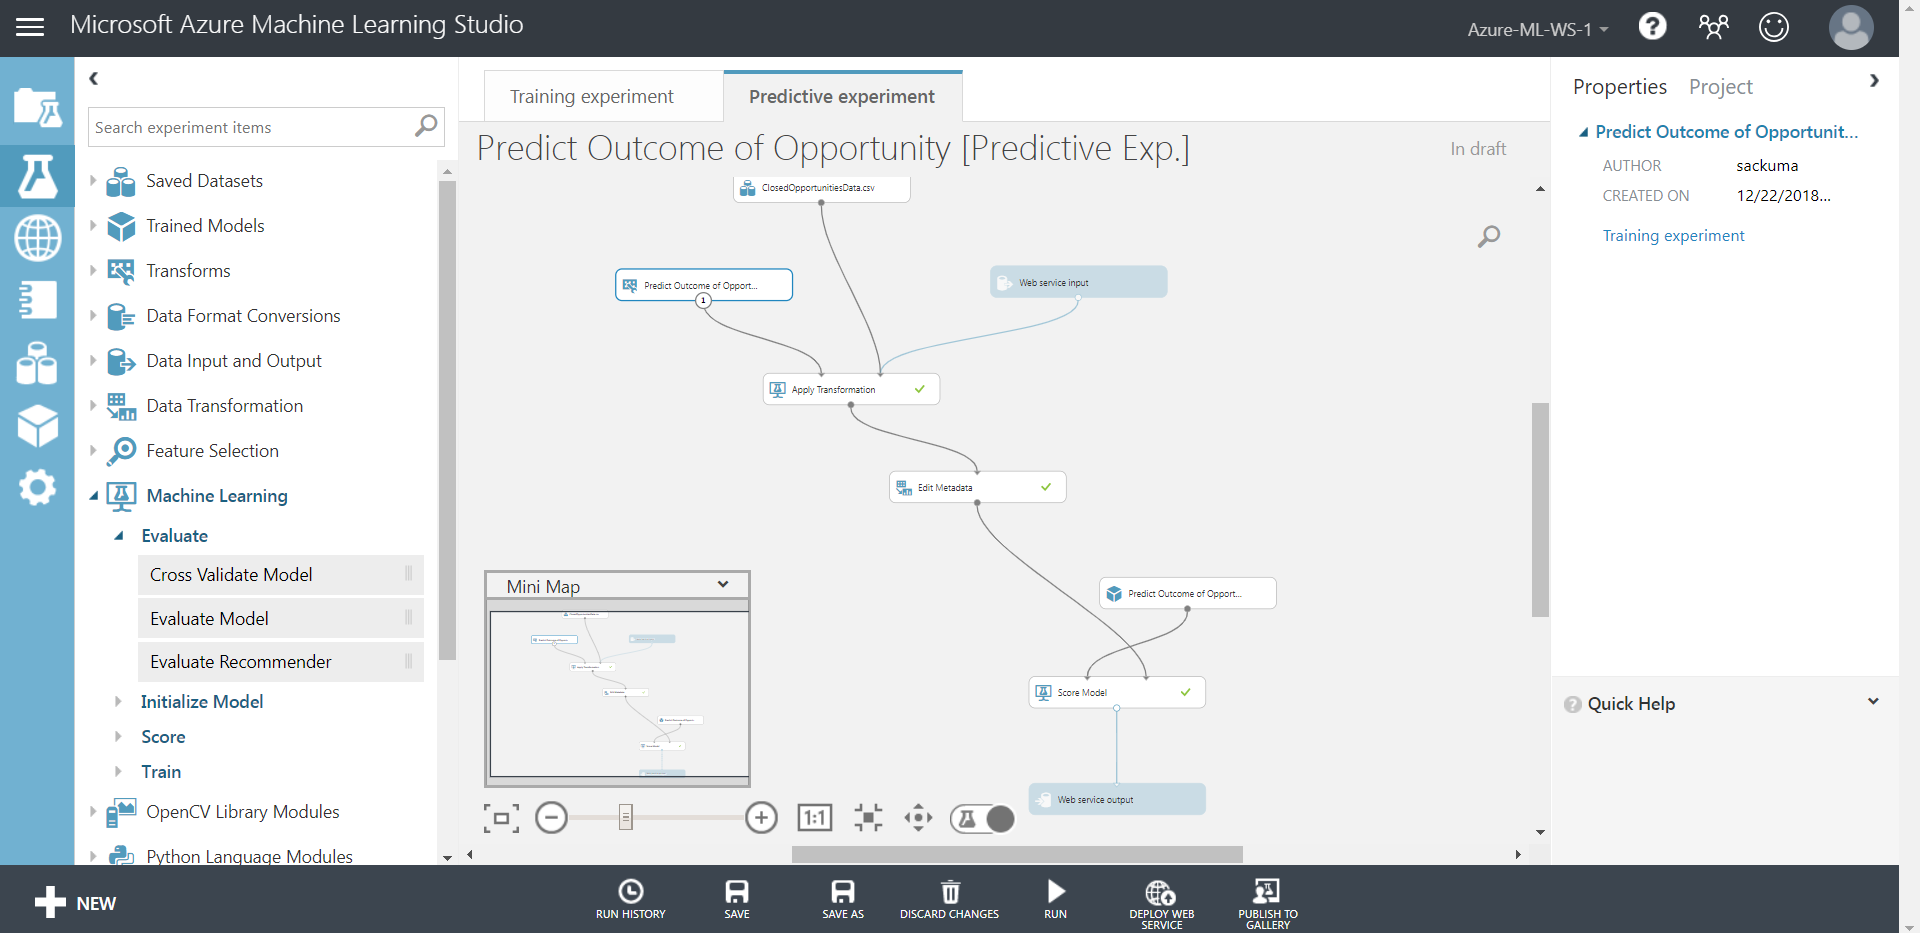 Microsoft Azure Machine Learning Studio
Azure-ML-WS-1
?
Search experiment items
Saved Datasets
Trained Models
Transforms
Data Format Conversions
Data Input and Output
Data Transformation
Feature Selection
Machine Learning
Evaluate
Cross Validate Model
Evaluate Model
Evaluate Recommender
Initialize Model
Score
Train
OpenCV Library Modules
Python Language Modules
Training experiment
Predictive experiment
Predict Outcome of Opportunity [Predictive Exp.]
In draft
ClosedOpportunitiesData.csv
Predict Outcome of Opport...
1
Web service input
Apply Transformation
Edit Metadata
Predict Outcome of Opport...
Score Model
Web service output
Mini Map
1:1
Properties
Project
Predict Outcome of Opportunit...
AUTHOR sackuma
CREATED ON 12/22/2018...
Training experiment
? Quick Help
NEW
RUN HISTORY
SAVE
SAVE AS
DISCARD CHANGES
RUN
DEPLOY WEB
SERVICE
PUBLISH TO
GALLERY